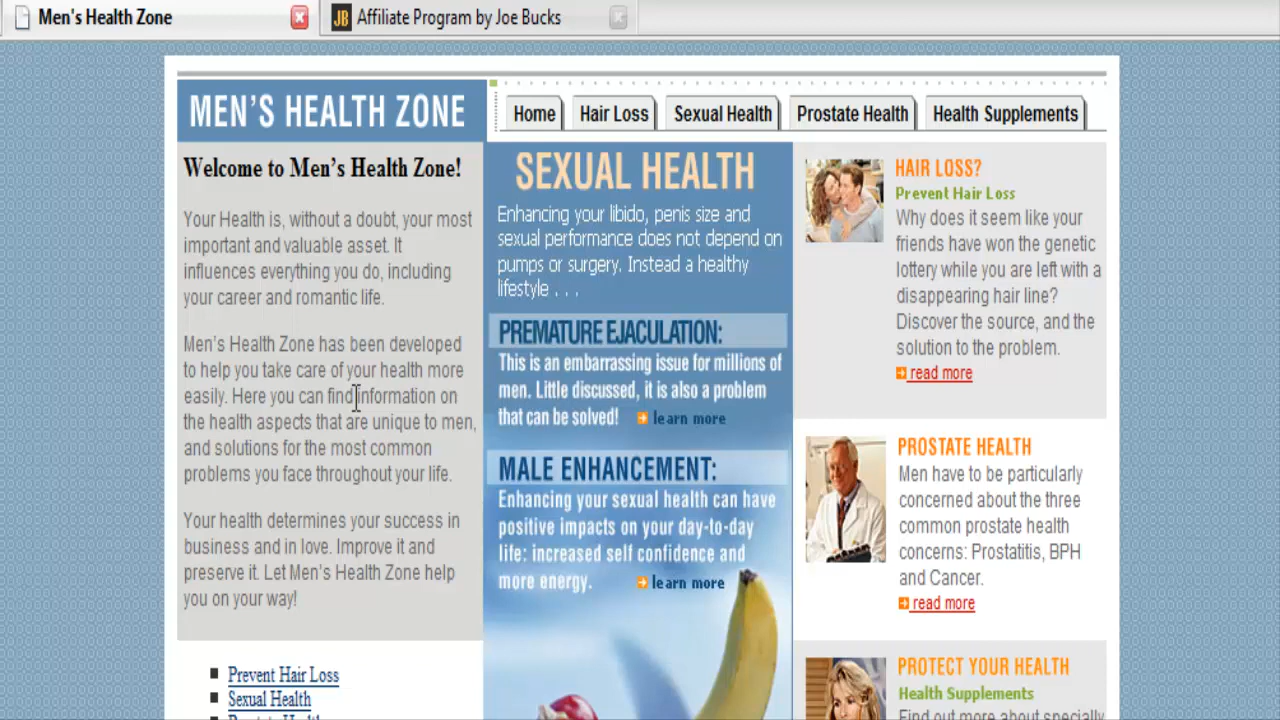 Men's Health Zone
JB Affiliate Program by Joe Bucks
MEN'S HEALTH ZONE
Home
Hair Loss
Sexual Health
Prostate Health
Health Supplements
Welcome to Men's Health Zone!
Your Health is, without a doubt, your most
important and valuable asset. It
influences everything you do, including
your career and romantic life.
Men's Health Zone has been developed
to help you take care of your health more
easily. Here you can find information on
the health aspects that are unique to men,
and solutions for the most common
problems you face throughout your life.
Your health determines your success in
business and in love. Improve it and
preserve it. Let Men's Health Zone help
you on your way!
Prevent Hair Loss
Sexual Health
Prostate Health
SEXUAL HEALTH
Enhancing your libido, penis size and
sexual performance does not depend on
pumps or surgery. Instead a healthy
lifestyle . . .
PREMATURE EJACULATION:
This is an embarrassing issue for millions of
men. Little discussed, it is also a problem
that can be solved! learn more
MALE ENHANCEMENT:
Enhancing your sexual health can have
positive impacts on your day-to-day
life: increased self confidence and
more energy. learn more
HAIR LOSS?
Prevent Hair Loss
Why does it seem like your
friends have won the genetic
lottery while you are left with a
disappearing hair line?
Discover the source, and the
solution to the problem.
read more
PROSTATE HEALTH
Men have to be particularly
concerned about the three
common prostate health
concerns: Prostatitis, BPH
and Cancer.
read more
PROTECT YOUR HEALTH
Health Supplements
Find out more about specially